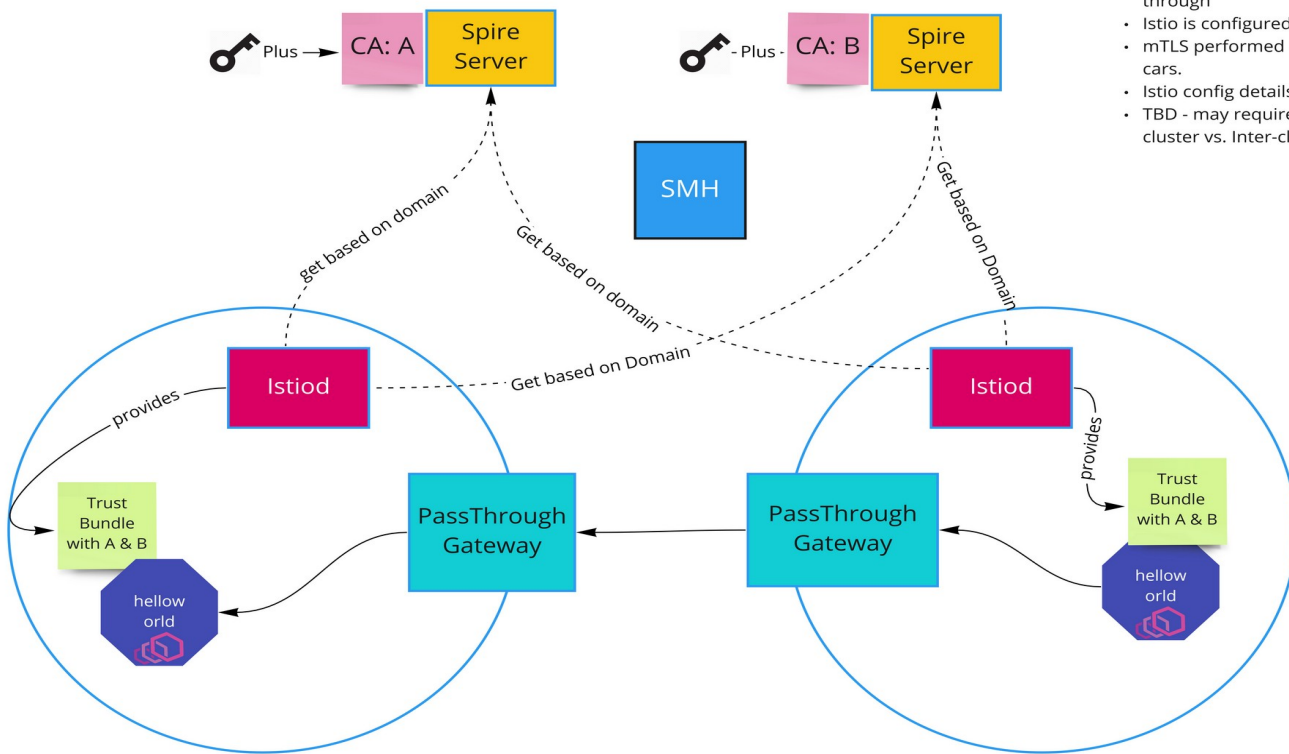 through
• Istio is configured
• mTLS performed
cars.
• Istio config details
• TBD - may require
cluster vs. Inter-cl
Plus
CA: A
Spire
Server
Plus
CA: B
Spire
Server
SMH
get based on domain
Get based on domain
Get based on Domain
Get based on Domain
Istiod
Istiod
provides
provides
Trust
Bundle
with A & B
Trust
Bundle
with A & B
PassThrough
Gateway
PassThrough
Gateway
hellow
orld
hellow
orld